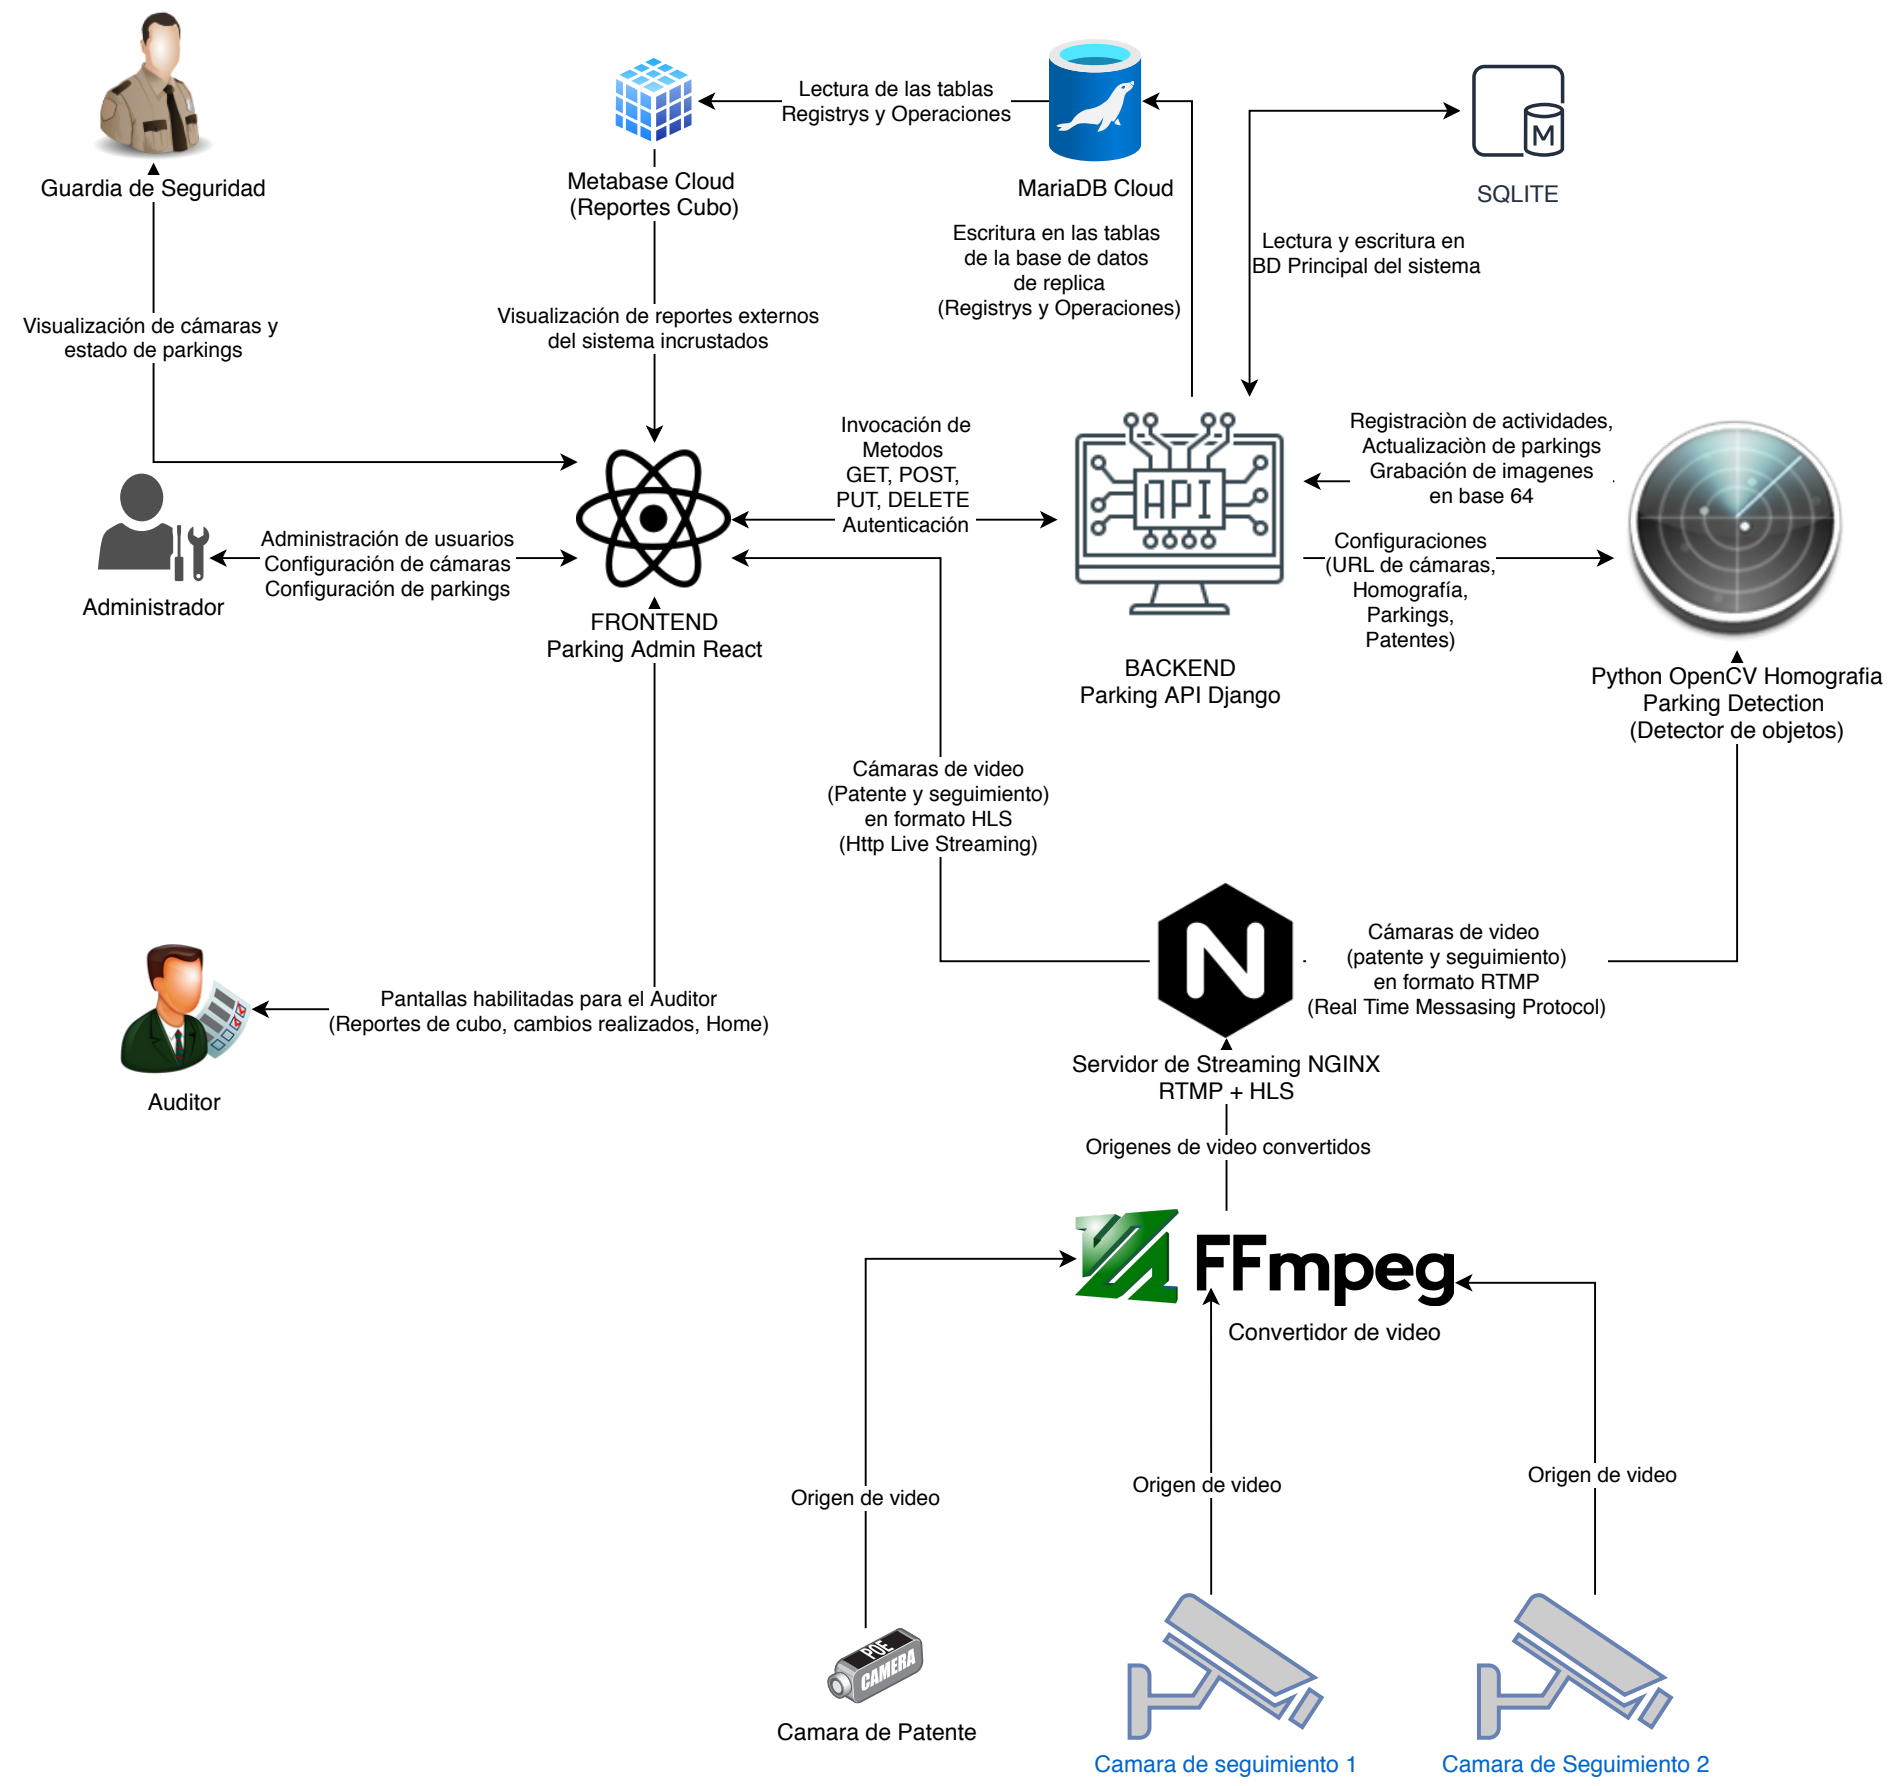 Guardia de Seguridad
Visualización de cámaras y
estado de parkings
Metabase Cloud
(Reportes Cubo)
Lectura de las tablas
Registrys y Operaciones
MariaDB Cloud
Escritura en las tablas
de la base de datos
de replica
(Registrys y Operaciones)
M
SQLITE
Lectura y escritura en
BD Principal del sistema
Visualización de reportes externos
del sistema incrustados
Administrador
Administración de usuarios
Configuración de cámaras
Configuración de parkings
FRONTEND
Parking Admin React
Invocación de
Metodos
GET, POST,
PUT, DELETE
Autenticación
API
BACKEND
Parking API Django
Registraciòn de actividades,
Actualizaciòn de parkings
Grabación de imagenes
en base 64
Configuraciones
(URL de cámaras,
Homografía,
Parkings,
Patentes)
Python OpenCV Homografia
Parking Detection
(Detector de objetos)
Cámaras de video
(Patente y seguimiento)
en formato HLS
(Http Live Streaming)
N
Cámaras de video
(patente y seguimiento)
en formato RTMP
(Real Time Messasing Protocol)
Pantallas habilitadas para el Auditor
(Reportes de cubo, cambios realizados, Home)
Auditor
Servidor de Streaming NGINX
RTMP + HLS
Origenes de video convertidos
FFmpeg
Convertidor de video
Origen de video
Origen de video
Origen de video
POE
CAMERA
Camara de Patente
Camara de seguimiento 1
Camara de Seguimiento 2